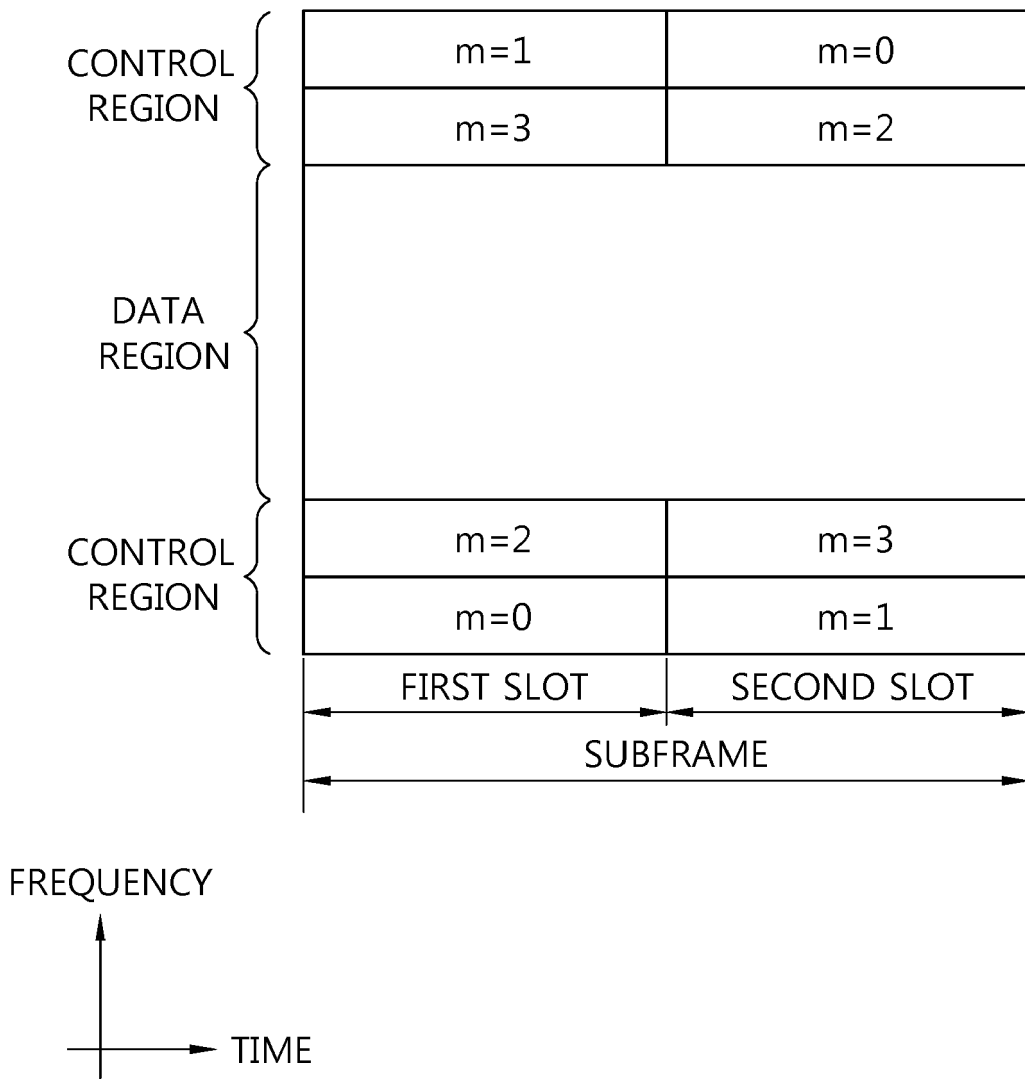 CONTROL
REGION
m=1
m=0
m=3
m=2
DATA
REGION
CONTROL
REGION
m=2
m=3
m=0
m=1
FIRST SLOT
SECOND SLOT
SUBFRAME
FREQUENCY
TIME